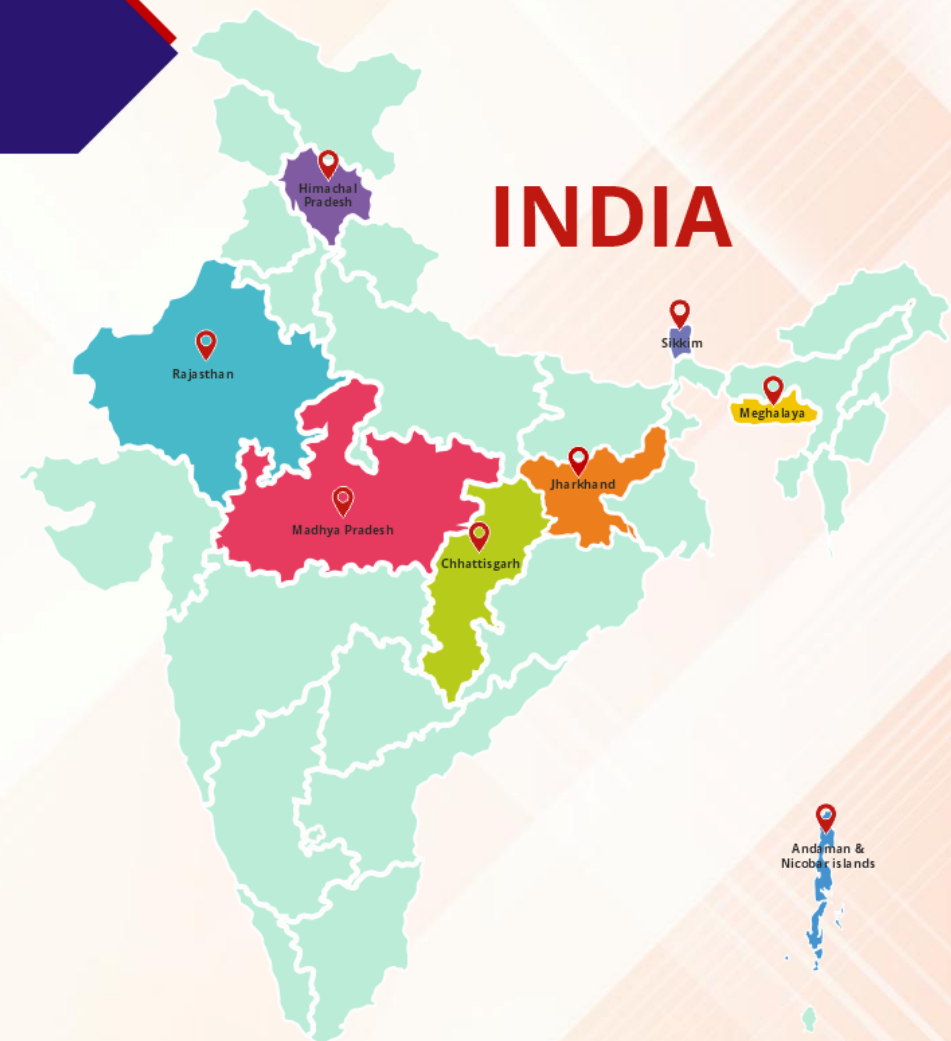 Himachal
Pradesh
INDIA
Sikkim
Rajasthan
Meghalaya
Jharkhand
Madhya Pradesh
Chhattisgarh
Andaman &
Nicobar islands